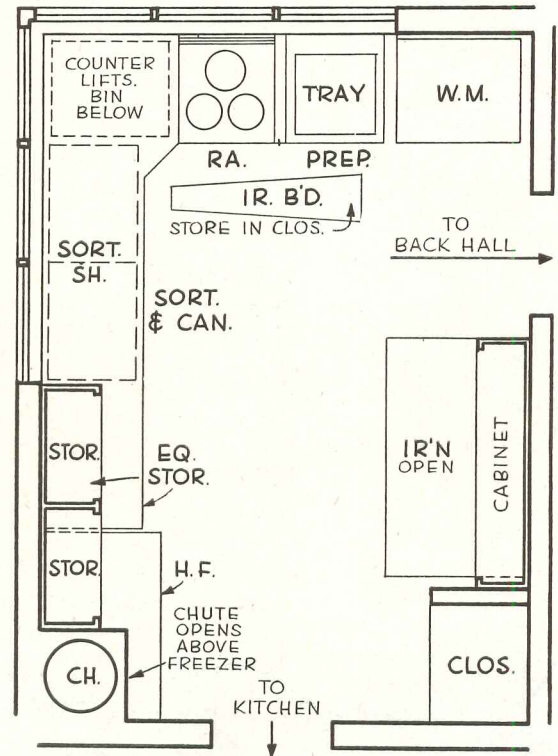 COUNTER
LIFTS.
BIN
BELOW
TRAY
W.M.
RA.
PREP.
IR. B'D.
STORE IN CLOS.
TO
BACK HALL
SORT.
SH.
SORT.
& CAN.
STOR.
EQ.
STOR.
IR'N
OPEN
CABINET
STOR.
H.F.
CHUTE
OPENS
ABOVE
FREEZER
CH.
TO
KITCHEN
CLOS.